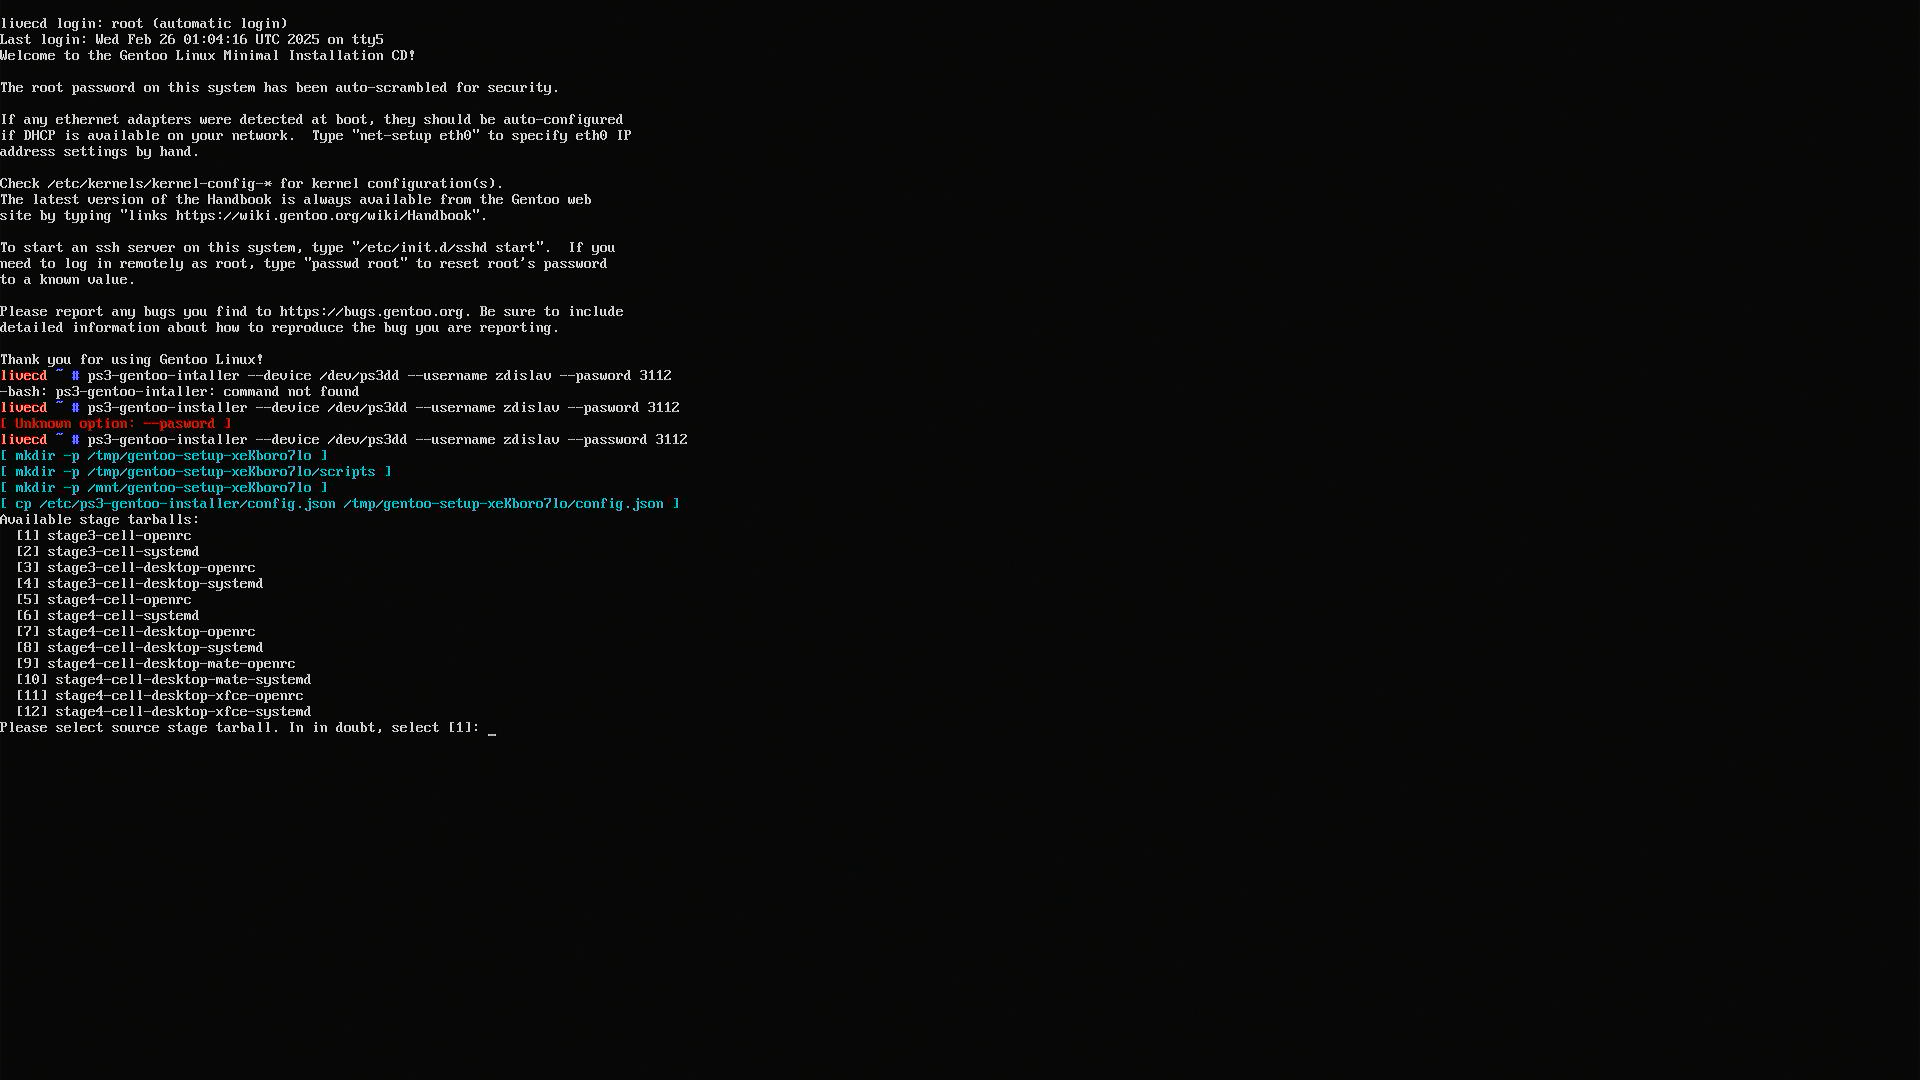 livecd login: root (automatic login)
Last login: Wed Feb 26 01:04:16 UTC 2025 on tty5
Welcome to the Gentoo Linux Minimal Installation CD!
The root password on this system has been auto-scrambled for security.
If any ethernet adapters were detected at boot, they should be auto-configured
if DHCP is available on your network.  Type "net-setup eth0" to specify eth0 IP
address settings by hand.
Check /etc/kernels/kernel-config-* for kernel configuration(s).
The latest version of the Handbook is always available from the Gentoo web
site by typing "links https://wiki.gentoo.org/wiki/Handbook".
To start an ssh server on this system, type "/etc/init.d/sshd start".  If you
need to log in remotely as root, type "passwd root" to reset root's password
to a known value.
Please report any bugs you find to https://bugs.gentoo.org. Be sure to include
detailed information about how to reproduce the bug you are reporting.
Thank you for using Gentoo Linux!
livecd ~ # ps3-gentoo-intaller --device /dev/ps3dd --username zdislav --pasword 3112
-bash: ps3-gentoo-intaller: command not found
livecd ~ # ps3-gentoo-installer --device /dev/ps3dd --username zdislav --pasword 3112
[ Unknown option: --pasword ]
livecd ~ # ps3-gentoo-installer --device /dev/ps3dd --username zdislav --password 3112
[ mkdir -p /tmp/gentoo-setup-xeKboro7lo ]
[ mkdir -p /tmp/gentoo-setup-xeKboro7lo/scripts ]
[ mkdir -p /mnt/gentoo-setup-xeKboro7lo ]
[ cp /etc/ps3-gentoo-installer/config.json /tmp/gentoo-setup-xeKboro7lo/config.json ]
Available stage tarballs:
  [1] stage3-cell-openrc
  [2] stage3-cell-systemd
  [3] stage3-cell-desktop-openrc
  [4] stage3-cell-desktop-systemd
  [5] stage4-cell-openrc
  [6] stage4-cell-systemd
  [7] stage4-cell-desktop-openrc
  [8] stage4-cell-desktop-systemd
  [9] stage4-cell-desktop-mate-openrc
  [10] stage4-cell-desktop-mate-systemd
  [11] stage4-cell-desktop-xfce-openrc
  [12] stage4-cell-desktop-xfce-systemd
Please select source stage tarball. In in doubt, select [1]: _